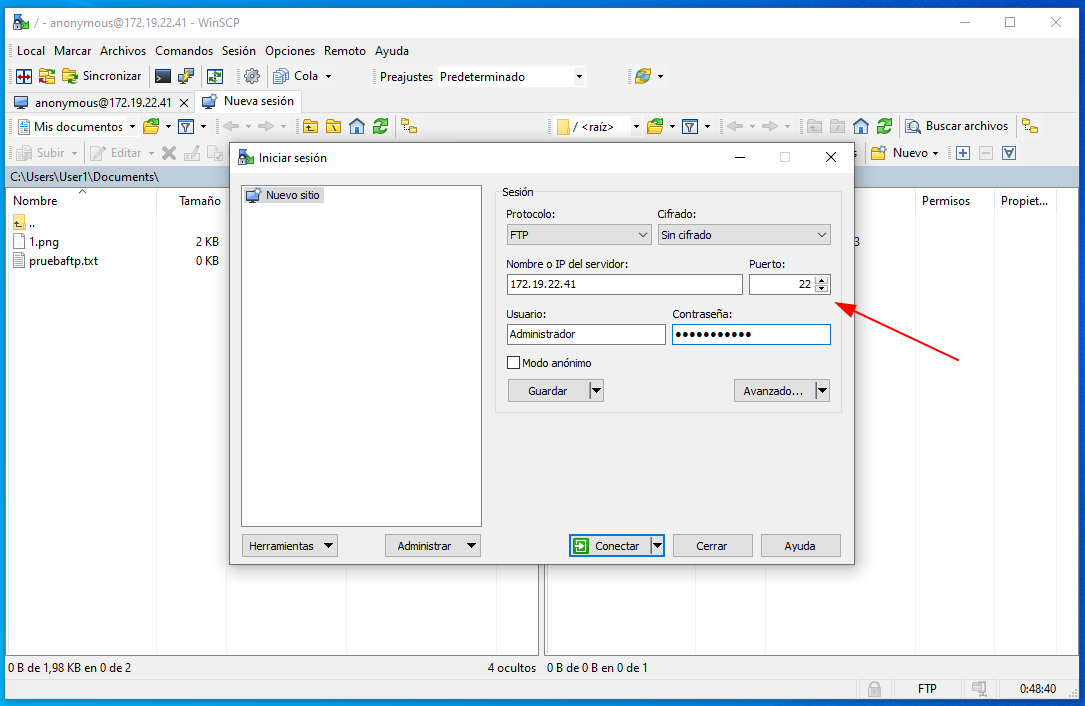 / - anonymous@172.19.22.41 - WinSCP
Local Marcar Archivos Comandos Sesión Opciones Remoto Ayuda
Sincronizar Cola Preajustes Predeterminado
anonymous@172.19.22.41 Nueva sesión
Mis documentos / <raíz> Buscar archivos
Subir Editar Nuevo
C:\Users\User1\Documents\
Nombre Tamaño Permisos Propiet...
..
1.png 2 KB
pruebaftp.txt 0 KB
Iniciar sesión
Nuevo sitio
Sesión
Protocolo: Cifrado:
FTP Sin cifrado
Nombre o IP del servidor: Puerto:
172.19.22.41 22
Usuario: Contraseña:
Administrador ●●●●●●●●●●●
Modo anónimo
Guardar Avanzado...
Herramientas Administrar Conectar Cerrar Ayuda
0 B de 1,98 KB en 0 de 2 4 ocultos 0 B de 0 B en 0 de 1
FTP 0:48:40